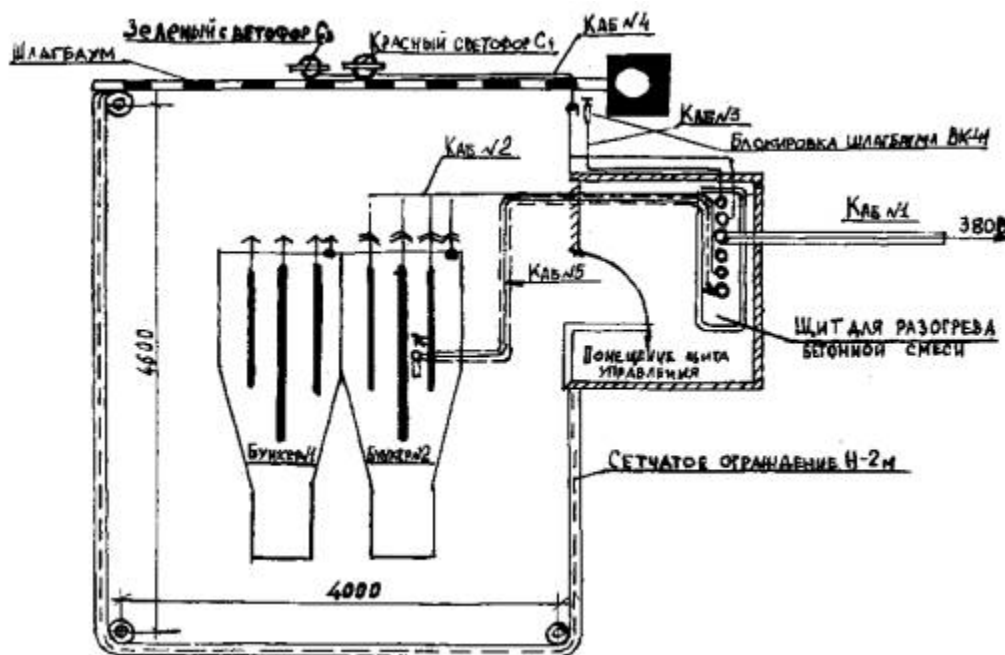 Зеленый светофор С2
Красный светофор С1
Каб №4
Шлагбаум
Каб №3
Блокировка шлагбаума ВК-И
Каб №2
Каб №1
380В
Каб №5
4600
Щит для разогрева
бетонной смеси
Помещение щита
управления
Бункер №1
Бункер №2
Сетчатое ограждение Н-2м
4000